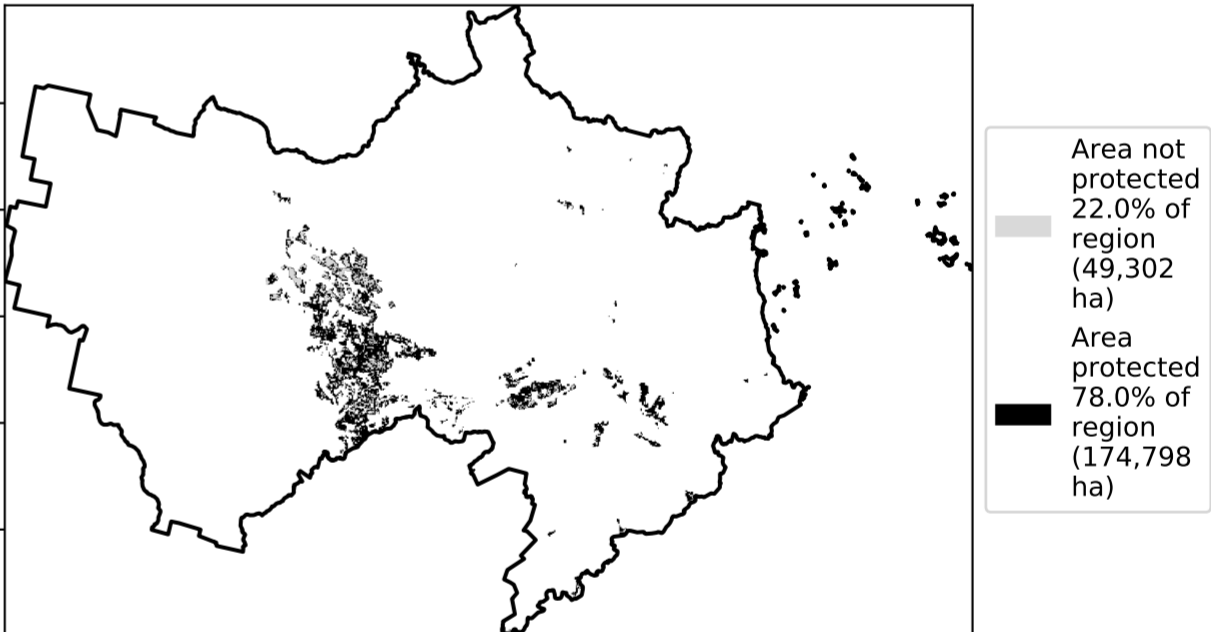 Area not
protected
22.0% of
region
(49,302
ha)
Area
protected
78.0% of
region
(174,798
ha)